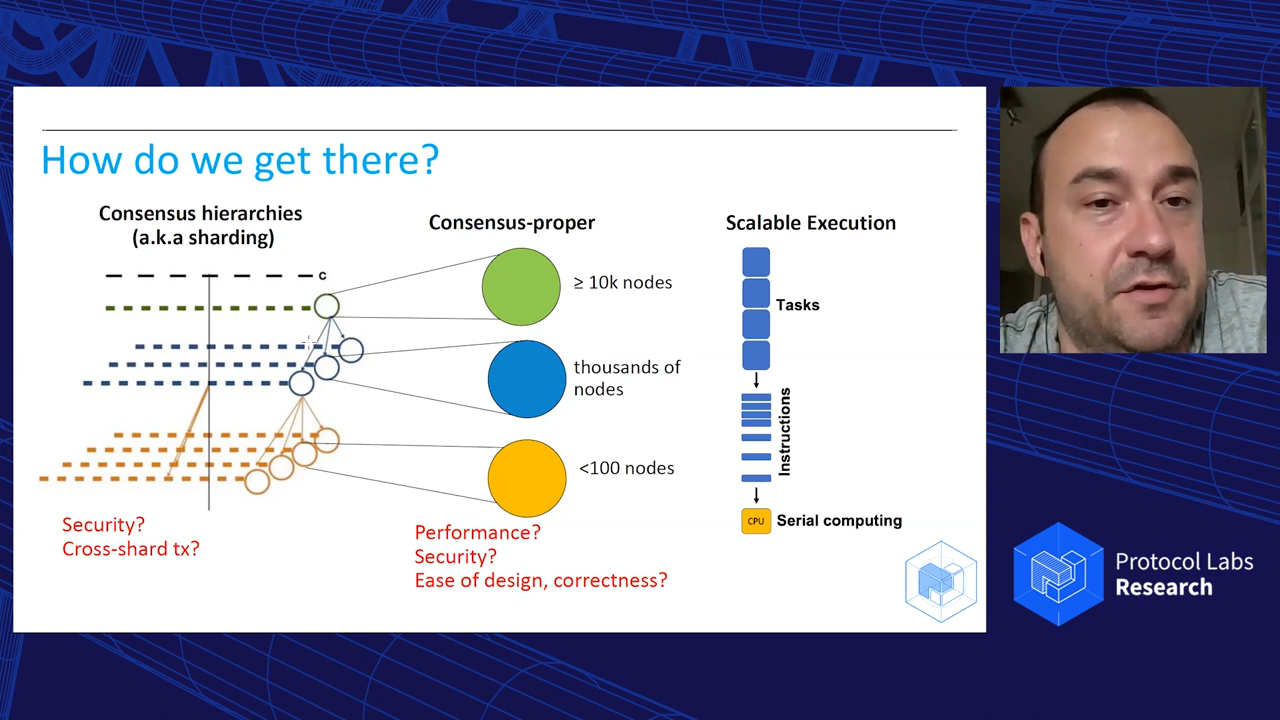 How do we get there?
Consensus hierarchies
(a.k.a sharding)
C
Security?
Cross-shard tx?
Consensus-proper
≥ 10k nodes
thousands of
nodes
<100 nodes
Performance?
Security?
Ease of design, correctness?
Scalable Execution
Tasks
Instructions
CPU
Serial computing
Protocol Labs
Research